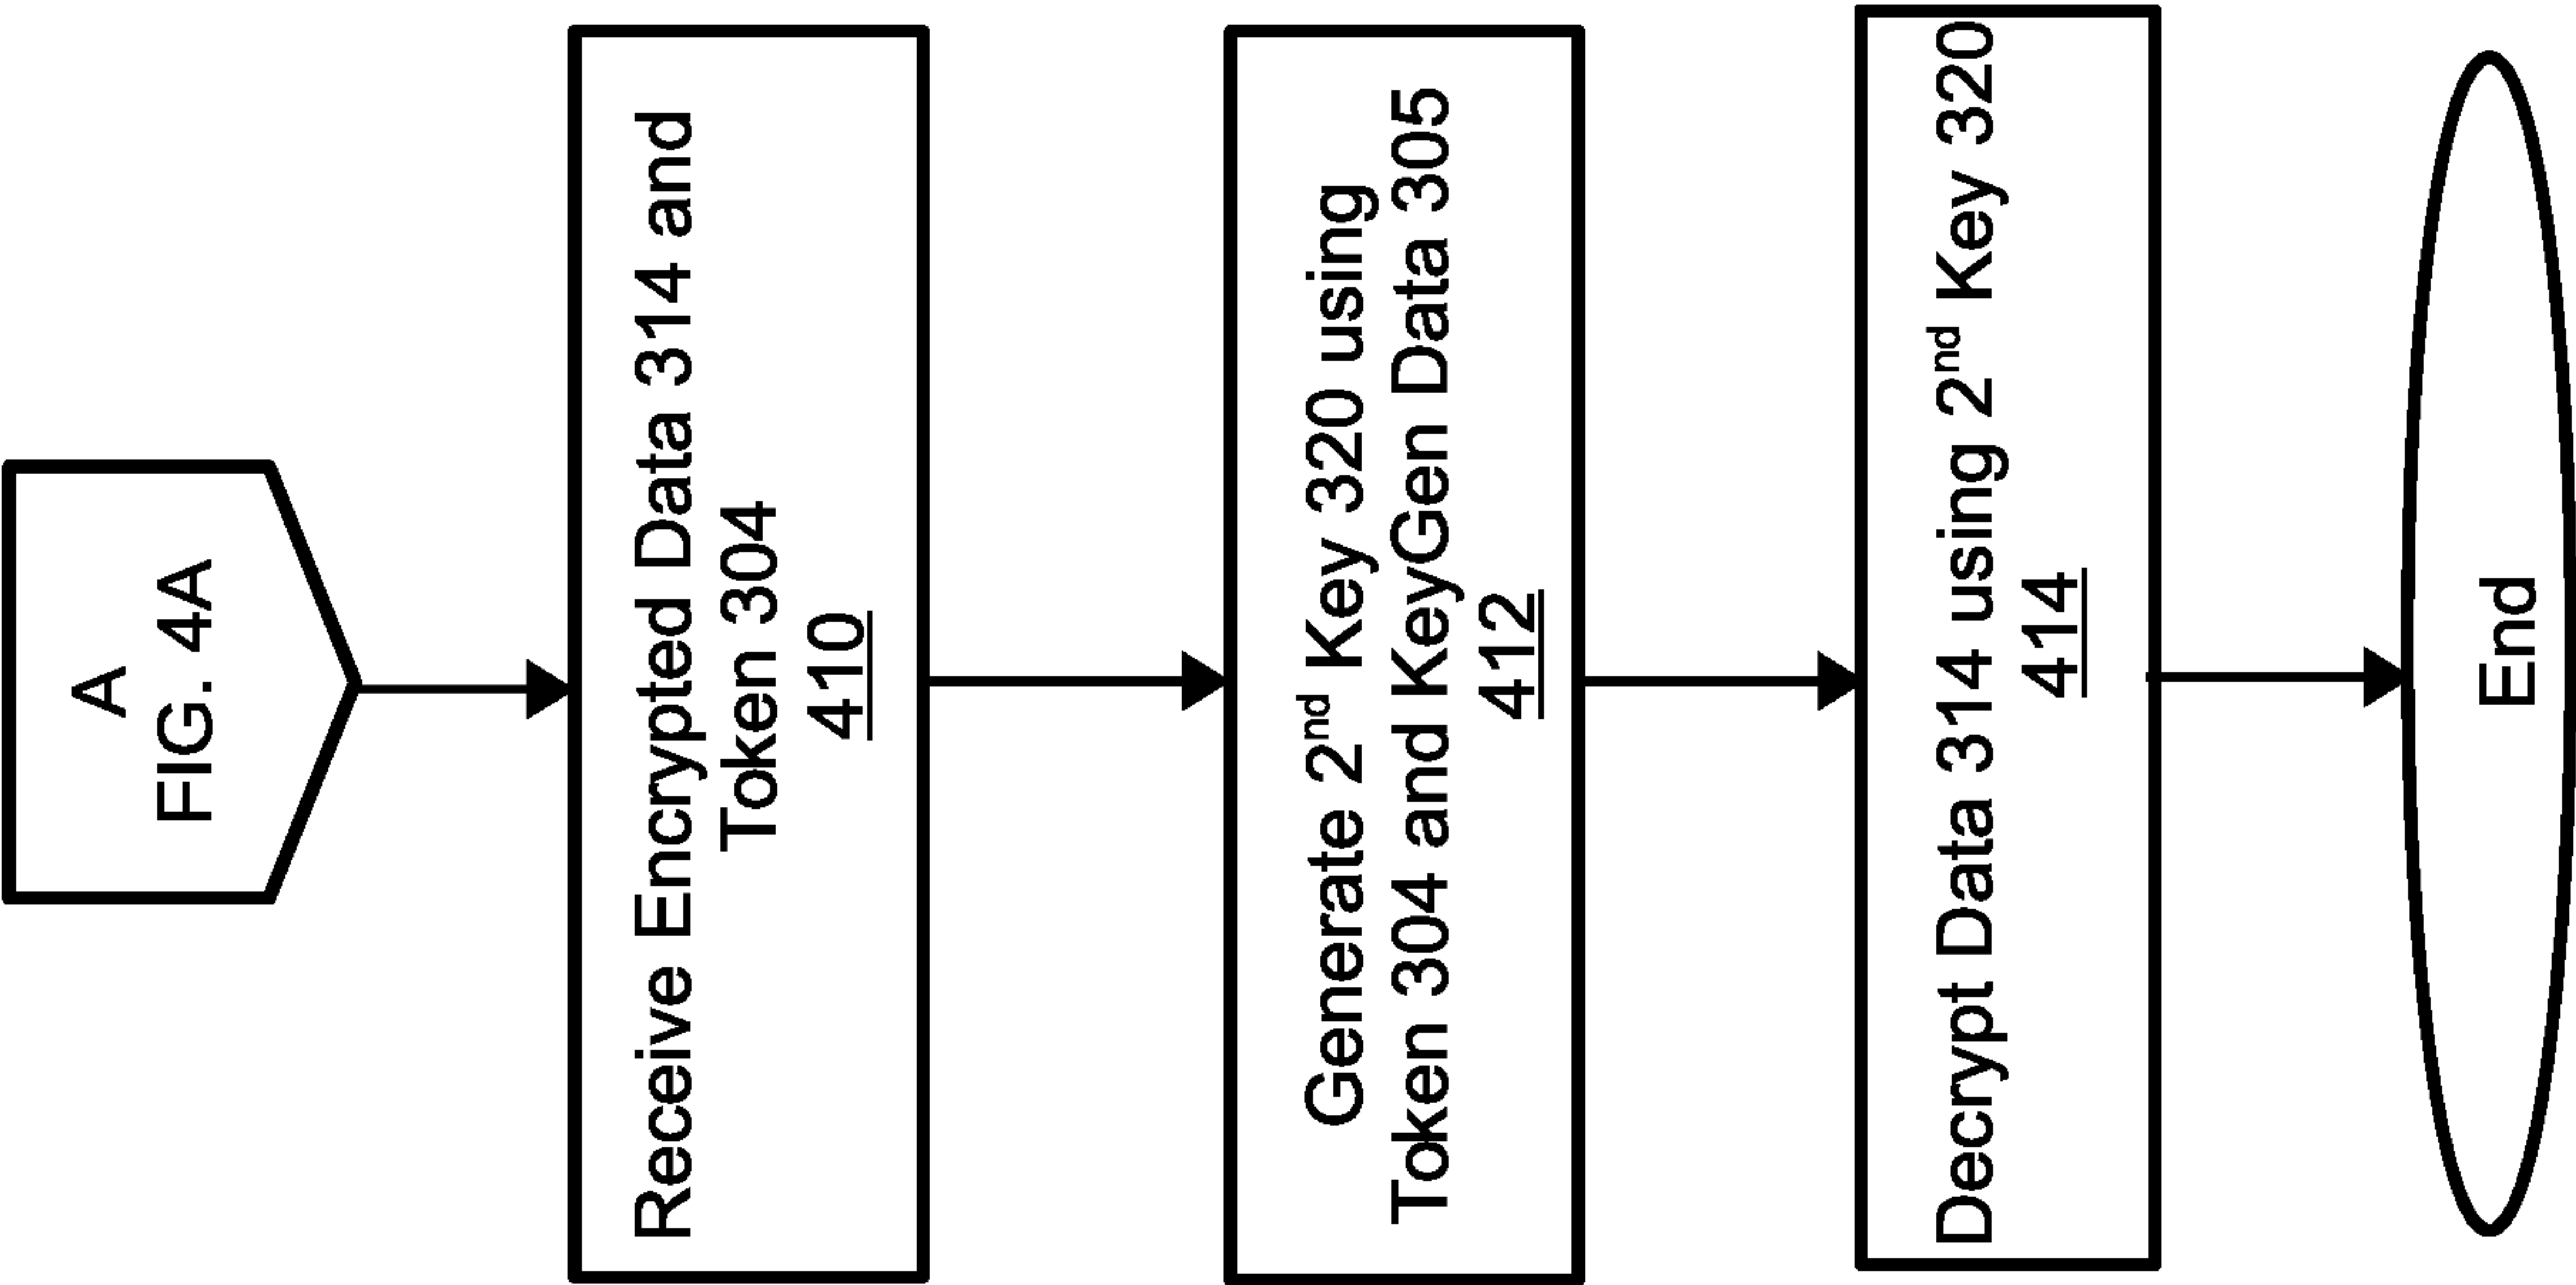 A
FIG. 4A
Receive Encrypted Data 314 and
Token 304
410
Generate 2nd Key 320 using
Token 304 and KeyGen Data 305
412
Decrypt Data 314 using 2nd Key 320
414
End